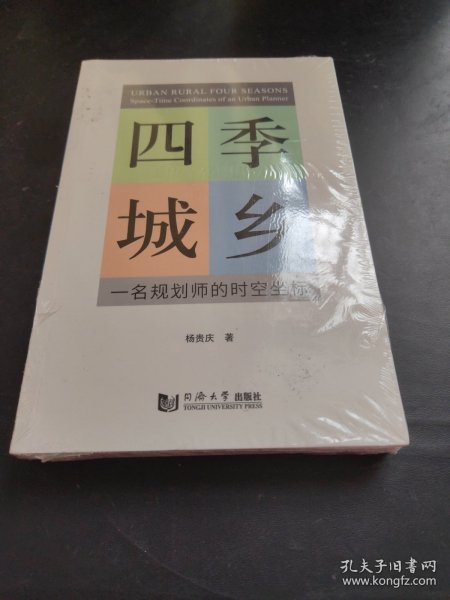 URBAN RURAL FOUR SEASONS
Space-Time Coordinates of an Urban Planner
四季
城乡
一名规划师的时空坐标
杨贵庆 著
同济大学出版社
TONGJI UNIVERSITY PRESS
孔夫子旧书网
www.kongfz.com